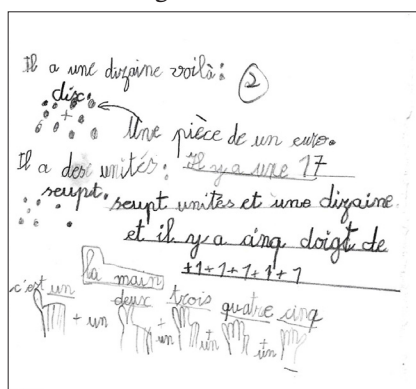 Il a une dizaine voilà : 2
dixe.
+
Une pièce de un euro.
Il a des unités : Il y a une 17
seupt. seupt unités et une dizaine
et il y a cinq doigt de
la main +1+1+1+1+1
c'est un deux trois quatre cinq
+ un + un + un + un